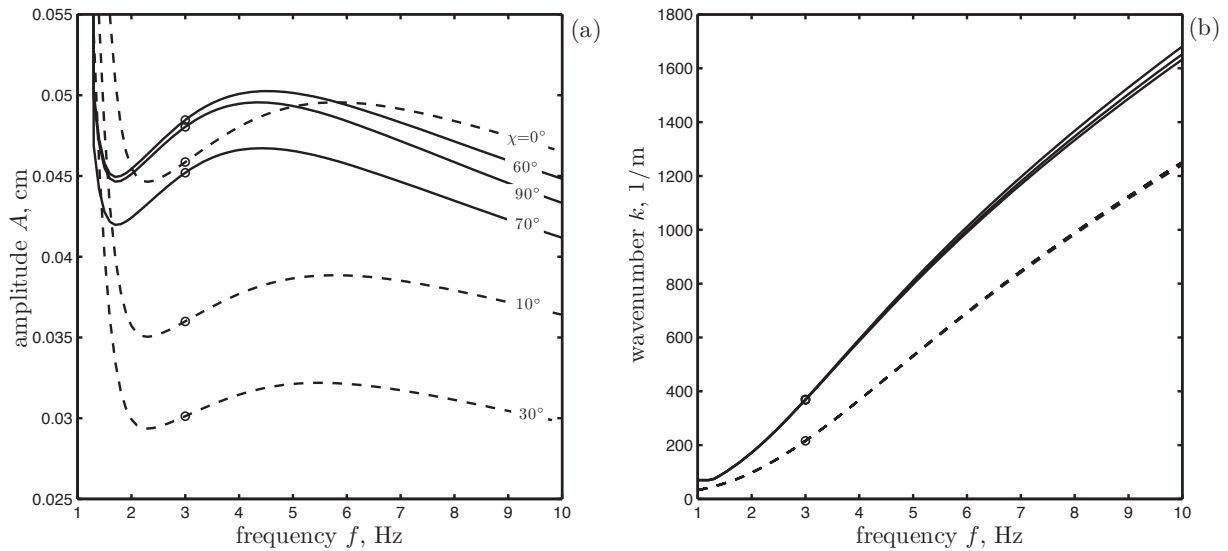 (a)
0.055
0.05
0.045
0.04
0.035
0.03
0.025
amplitude A, cm
χ=0°
60°
90°
70°
10°
30°
1 2 3 4 5 6 7 8 9 10
frequency f, Hz
(b)
1800
1600
1400
1200
1000
800
600
400
200
0
wavenumber k, 1/m
1 2 3 4 5 6 7 8 9 10
frequency f, Hz